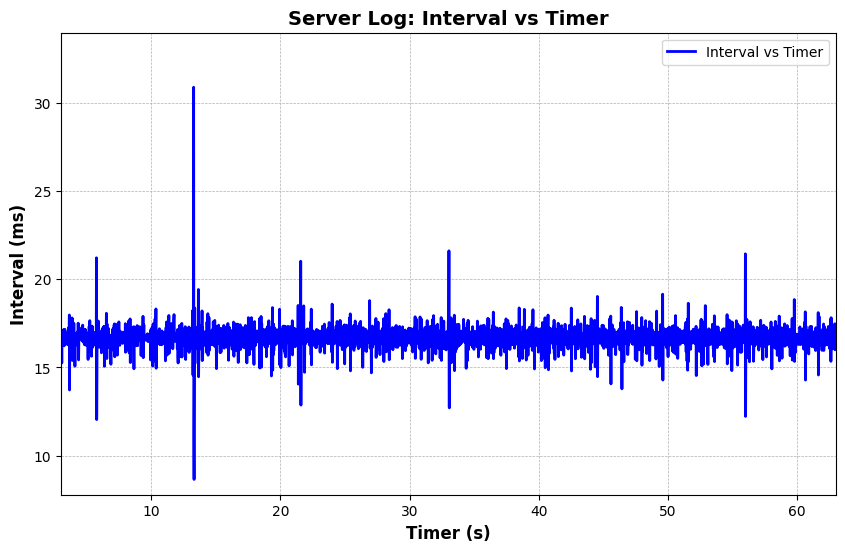 Server Log: Interval vs Timer
Interval vs Timer
Interval (ms)
30
25
20
15
10
10 20 30 40 50 60
Timer (s)